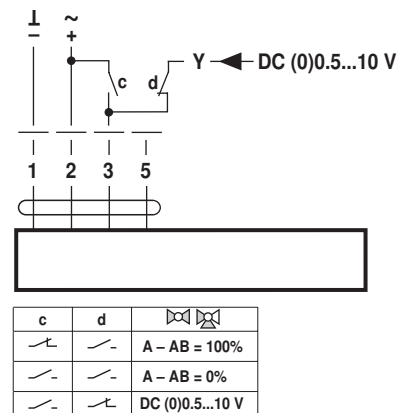 ⊥ ~
– +
c d Y DC (0)0.5...10 V
1 2 3 5
c d
A – AB = 100%
A – AB = 0%
DC (0)0.5...10 V